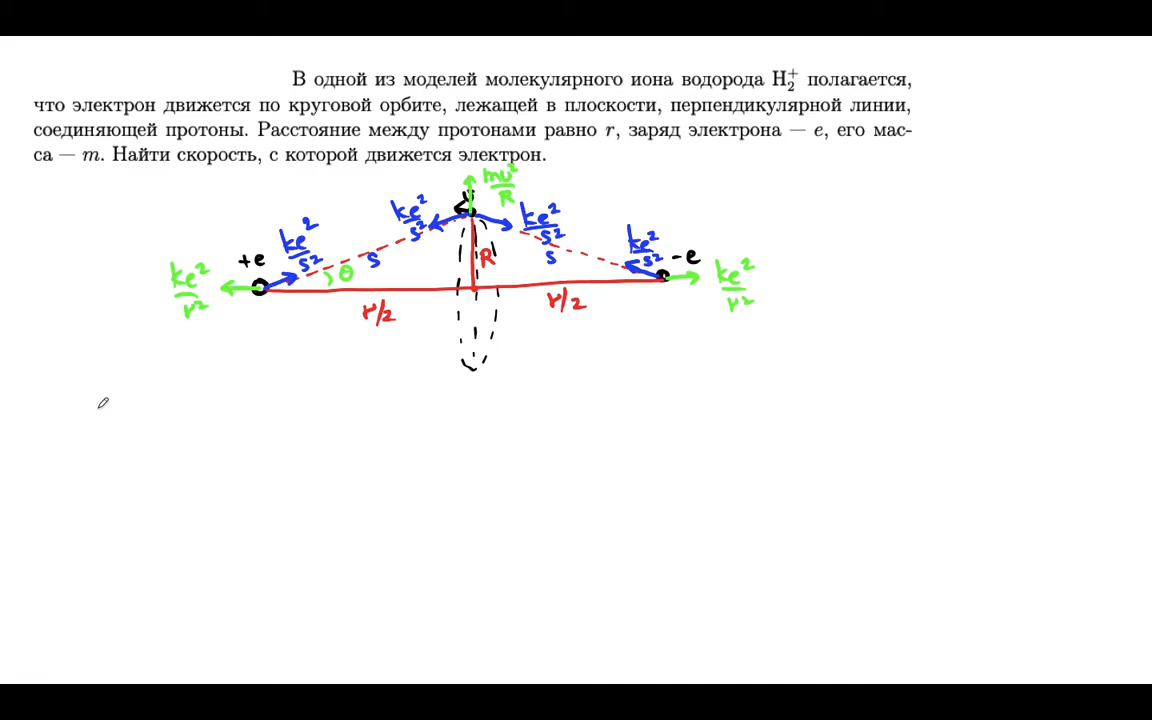 В одной из моделей молекулярного иона водорода H₂⁺ полагается,
что электрон движется по круговой орбите, лежащей в плоскости, перпендикулярной линии,
соединяющей протоны. Расстояние между протонами равно r, заряд электрона — e, его мас-
са — m. Найти скорость, с которой движется электрон.
mv²/R
ke²/s²
ke²/s²
ke²/s²
ke²/s²
+e
-e
ke²/r²
θ
s
R
s
ke²/r²
r/2
r/2